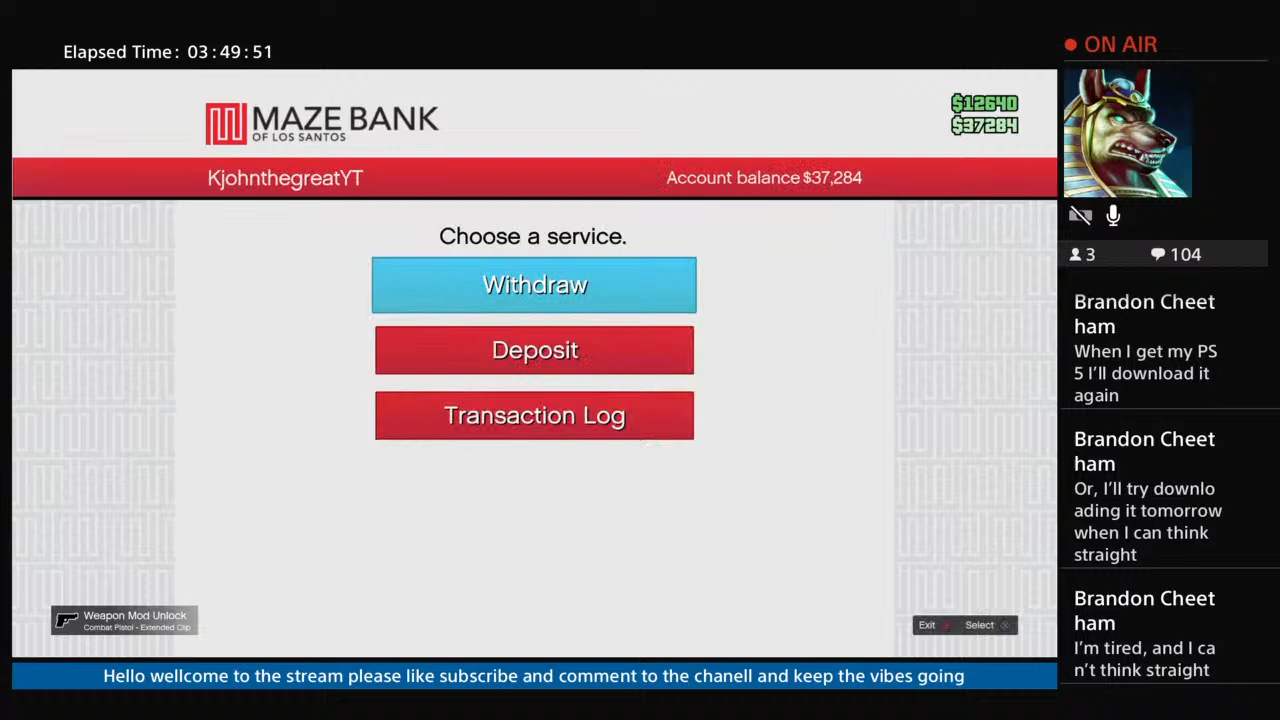 Elapsed Time: 03:49:51
ON AIR
MAZE BANK
OF LOS SANTOS
$12640
$37284
KjohnthegreatYT
Account balance $37,284
Choose a service.
Withdraw
Deposit
Transaction Log
Weapon Mod Unlock
Combat Pistol - Extended Clip
Exit
Select
Hello wellcome to the stream please like subscribe and comment to the chanell and keep the vibes going
3
104
Brandon Cheet
ham
When I get my PS
5 I'll download it
again
Brandon Cheet
ham
Or, I'll try downlo
ading it tomorrow
when I can think
straight
Brandon Cheet
ham
I'm tired, and I ca
n't think straight